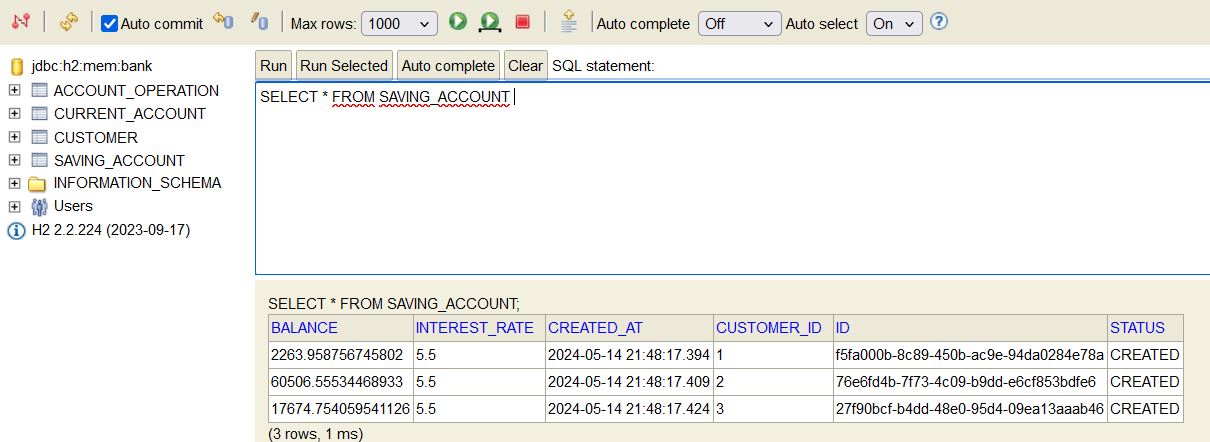 Auto commit Max rows: 1000 Auto complete Off Auto select On
jdbc:h2:mem:bank
ACCOUNT_OPERATION
CURRENT_ACCOUNT
CUSTOMER
SAVING_ACCOUNT
INFORMATION_SCHEMA
Users
H2 2.2.224 (2023-09-17)
Run Run Selected Auto complete Clear SQL statement:
SELECT * FROM SAVING_ACCOUNT
SELECT * FROM SAVING_ACCOUNT;
BALANCE INTEREST_RATE CREATED_AT CUSTOMER_ID ID STATUS
2263.958756745802 5.5 2024-05-14 21:48:17.394 1 f5fa000b-8c89-450b-ac9e-94da0284e78a CREATED
60506.55534468933 5.5 2024-05-14 21:48:17.409 2 76e6fd4b-7f73-4c09-b9dd-e6cf853bdfe6 CREATED
17674.754059541126 5.5 2024-05-14 21:48:17.424 3 27f90bcf-b4dd-48e0-95d4-09ea13aaab46 CREATED
(3 rows, 1 ms)